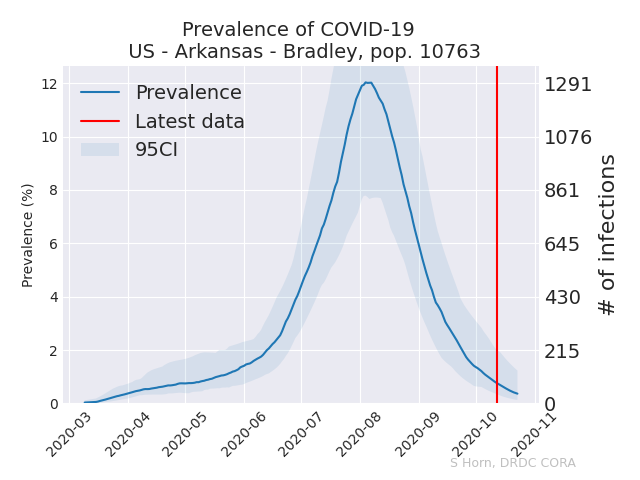 Prevalence of COVID-19
US - Arkansas - Bradley, pop. 10763
Prevalence
Latest data
95CI
Prevalence (%)
12
10
8
6
4
2
0
1291
1076
861
645
430
215
0
# of infections
2020-03
2020-04
2020-05
2020-06
2020-07
2020-08
2020-09
2020-10
2020-11
S Horn, DRDC CORA